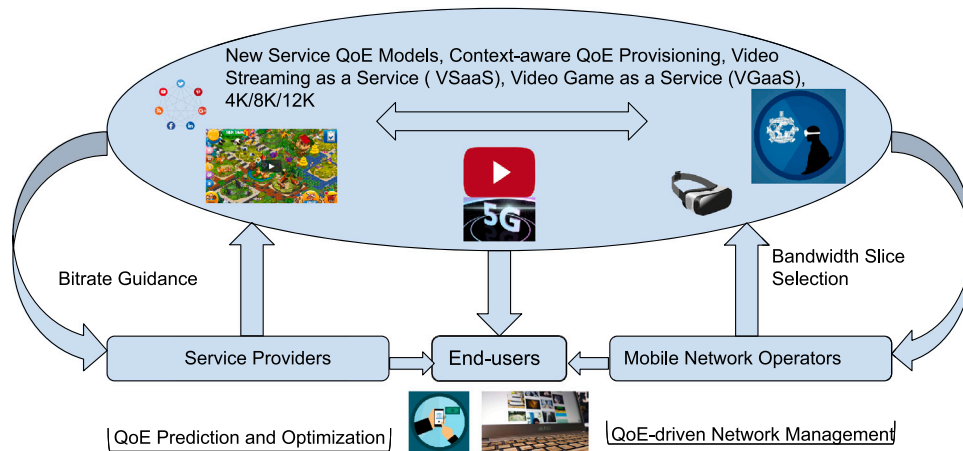 New Service QoE Models, Context-aware QoE Provisioning, Video
Streaming as a Service ( VSaaS), Video Game as a Service (VGaaS),
4K/8K/12K
5G
Bitrate Guidance
Bandwidth Slice
Selection
Service Providers
End-users
Mobile Network Operators
QoE Prediction and Optimization
QoE-driven Network Management